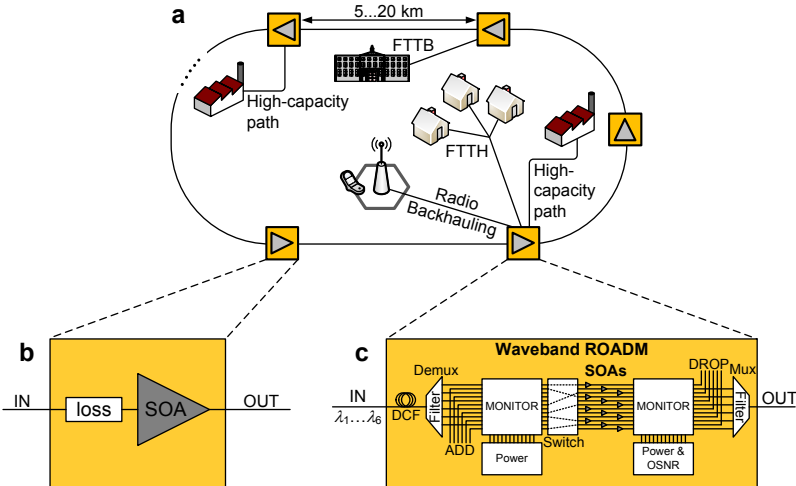 a
5...20 km
FTTB
High-capacity
path
FTTH
High-
capacity
path
Radio
Backhauling
b
IN
loss
SOA
OUT
c
Waveband ROADM
Demux
SOAs
DROP
Mux
IN
λ1...λ6
DCF
Filter
MONITOR
MONITOR
Filter
OUT
ADD
Switch
Power
Power &
OSNR